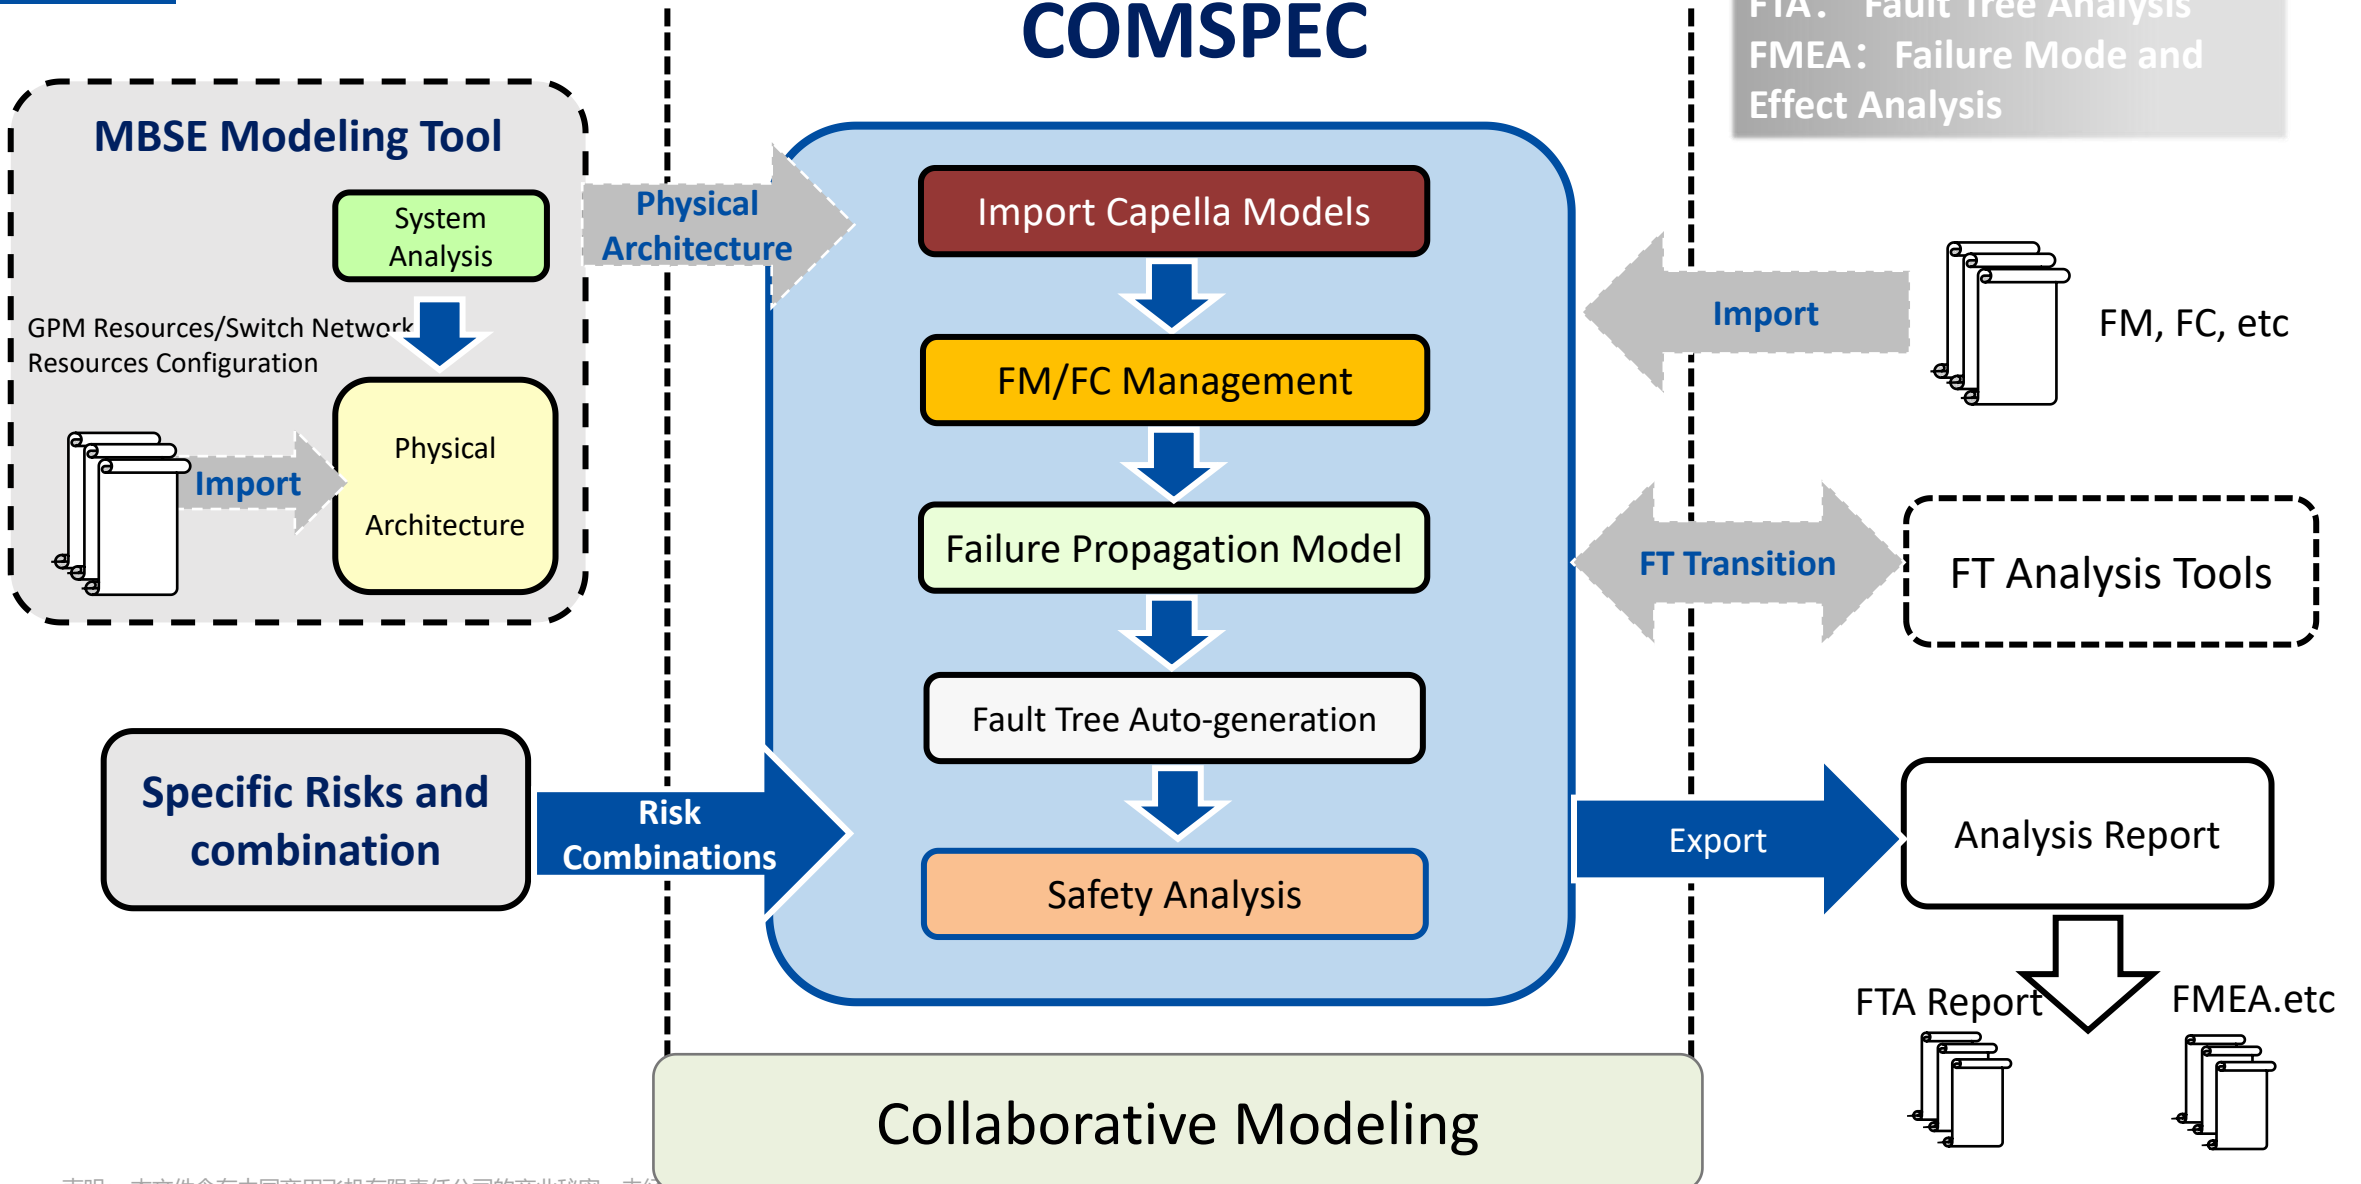 COMSPEC
FTA： Fault Tree Analysis
FMEA： Failure Mode and
Effect Analysis
MBSE Modeling Tool
System
Analysis
GPM Resources/Switch Network
Resources Configuration
Import
Physical
Architecture
Physical
Architecture
Import Capella Models
FM/FC Management
Failure Propagation Model
Fault Tree Auto-generation
Safety Analysis
Import
FM, FC, etc
FT Transition
FT Analysis Tools
Specific Risks and
combination
Risk
Combinations
Export
Analysis Report
FTA Report
FMEA.etc
Collaborative Modeling